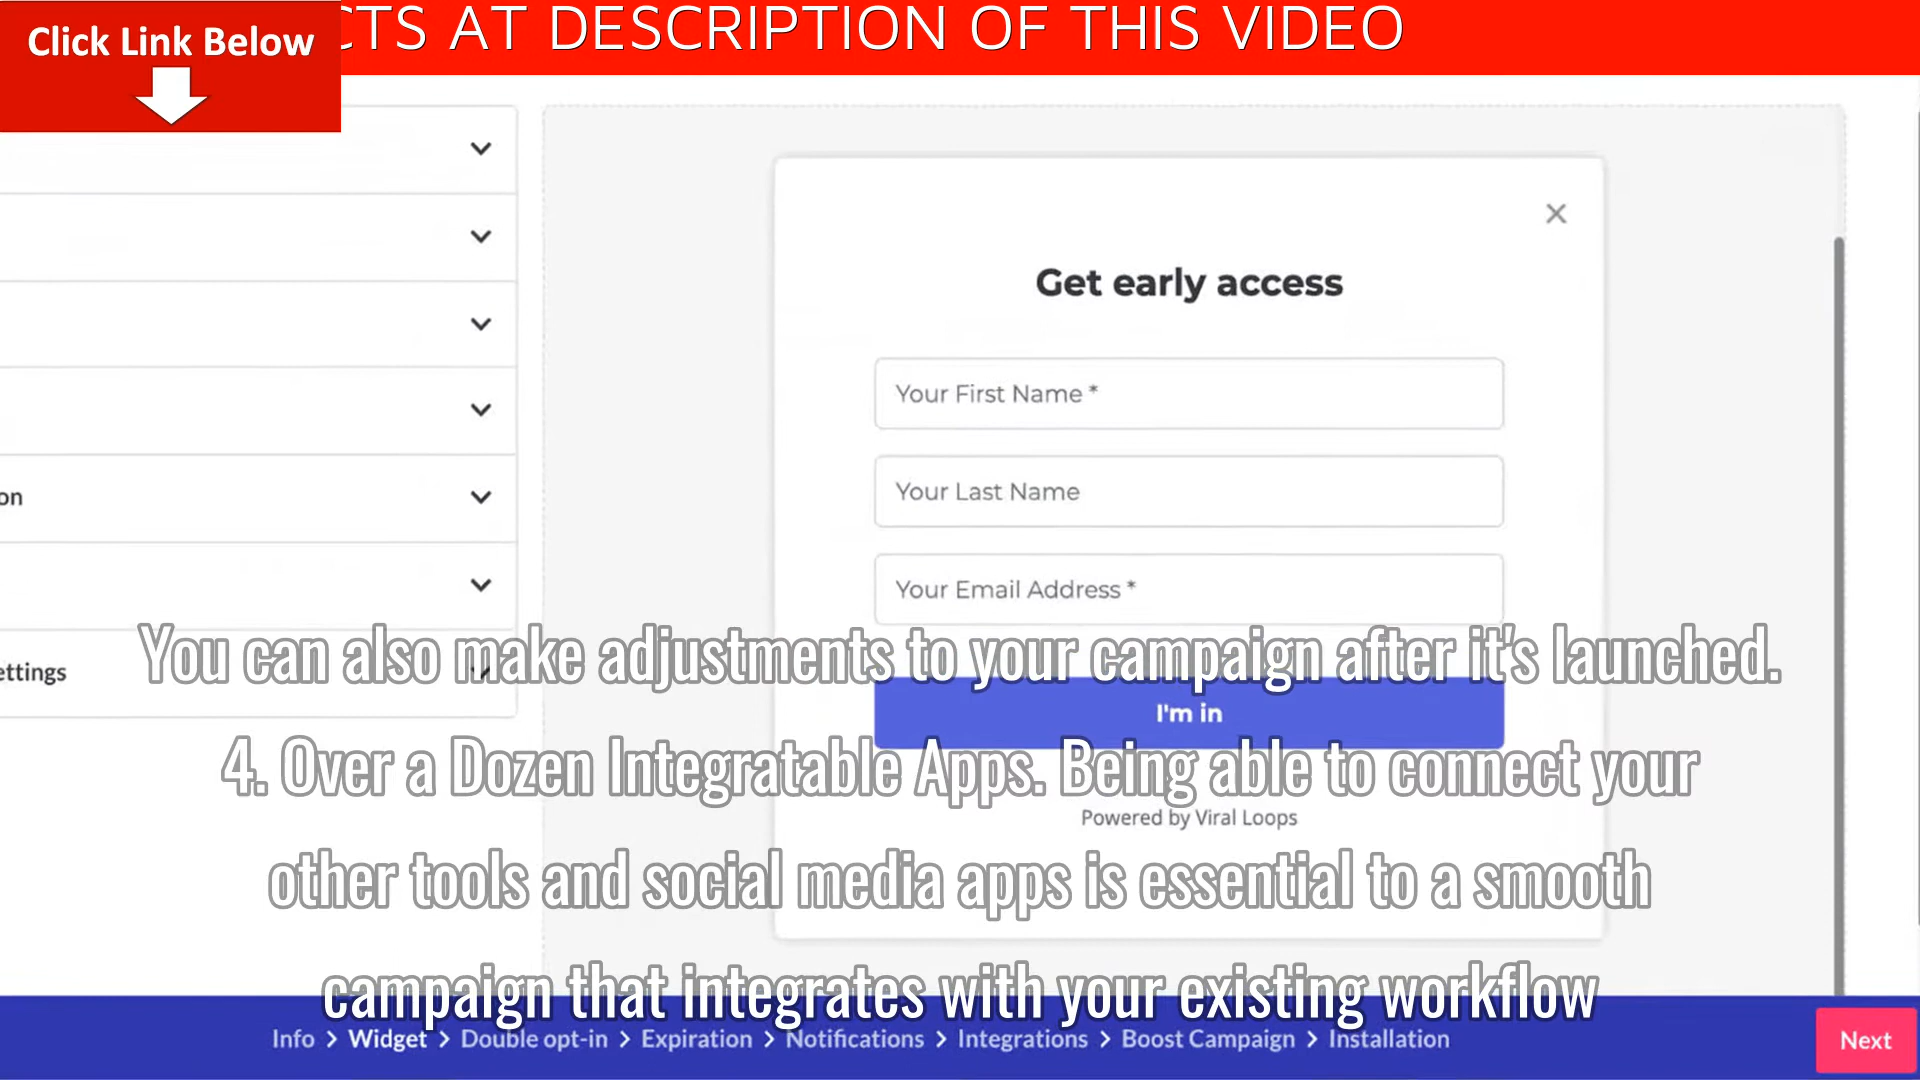 CTS AT DESCRIPTION OF THIS VIDEO
Click Link Below
Get early access
Your First Name *
Your Last Name
on
Your Email Address *
You can also make adjustments to your campaign after it's launched.
ettings
I'm in
4. Over a Dozen Integratable Apps. Being able to connect your
Powered by Viral Loops
other tools and social media apps is essential to a smooth
campaign that integrates with your existing workflow
Info > Widget > Double opt-in > Expiration > Notifications > Integrations > Boost Campaign > Installation
Next